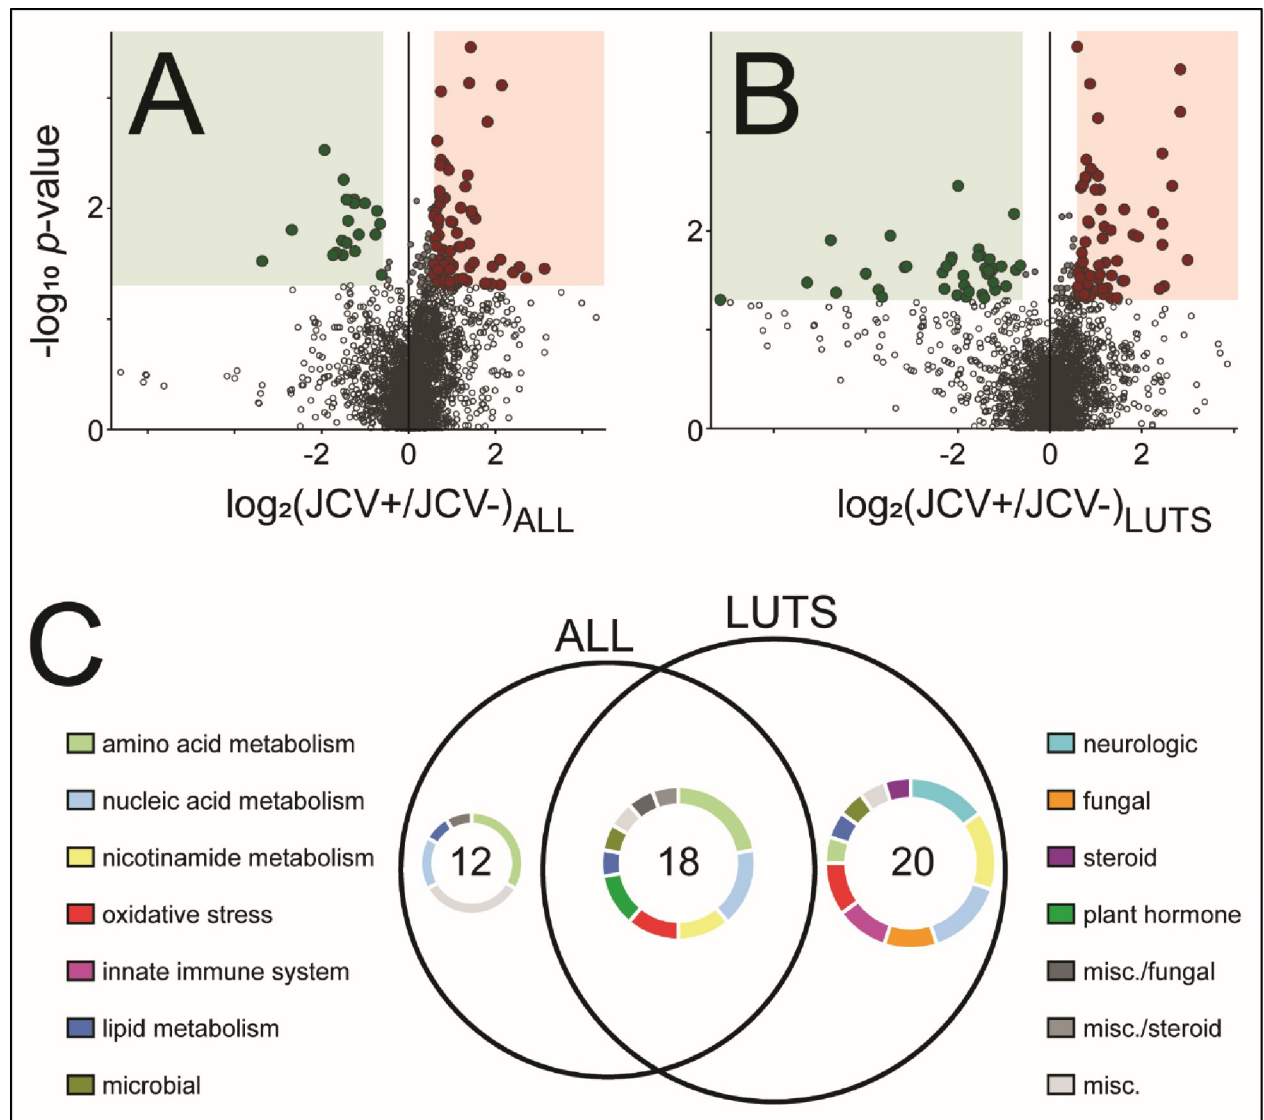 A
B
-log₁₀ p-value
2
0
-2
0
2
2
0
-2
0
2
log₂(JCV+/JCV-)ALL
log₂(JCV+/JCV-)LUTS
C
ALL
LUTS
amino acid metabolism
nucleic acid metabolism
nicotinamide metabolism
oxidative stress
innate immune system
lipid metabolism
microbial
12
18
20
neurologic
fungal
steroid
plant hormone
misc./fungal
misc./steroid
misc.